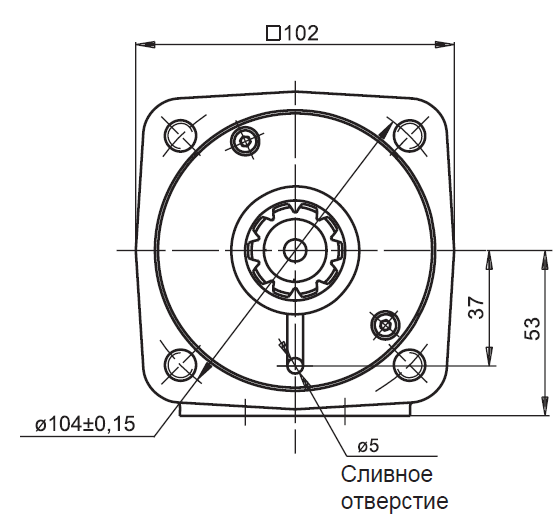 □102
37
53
ø104±0,15
ø5
Сливное
отверстие